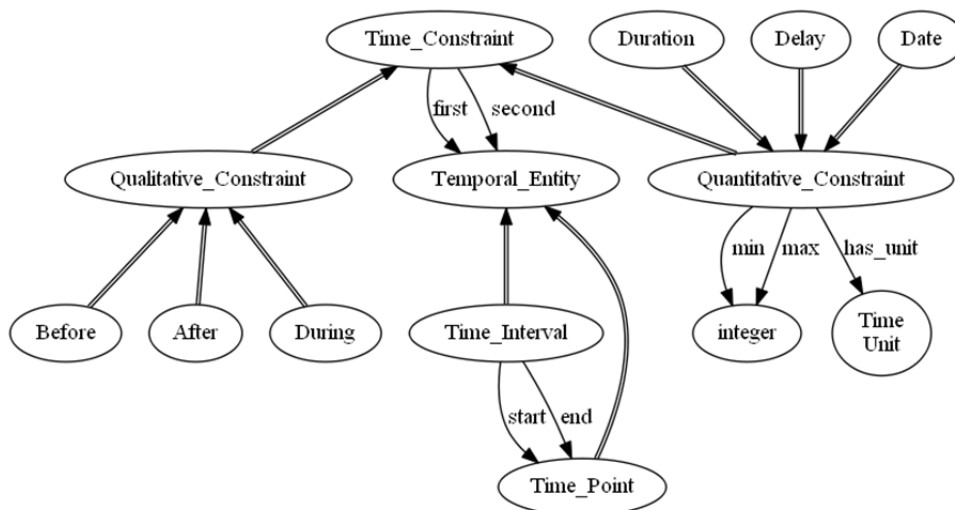 Time_Constraint
Duration
Delay
Date
first
second
Qualitative_Constraint
Temporal_Entity
Quantitative_Constraint
min
max
has_unit
Before
After
During
Time_Interval
integer
Time
Unit
start
end
Time_Point